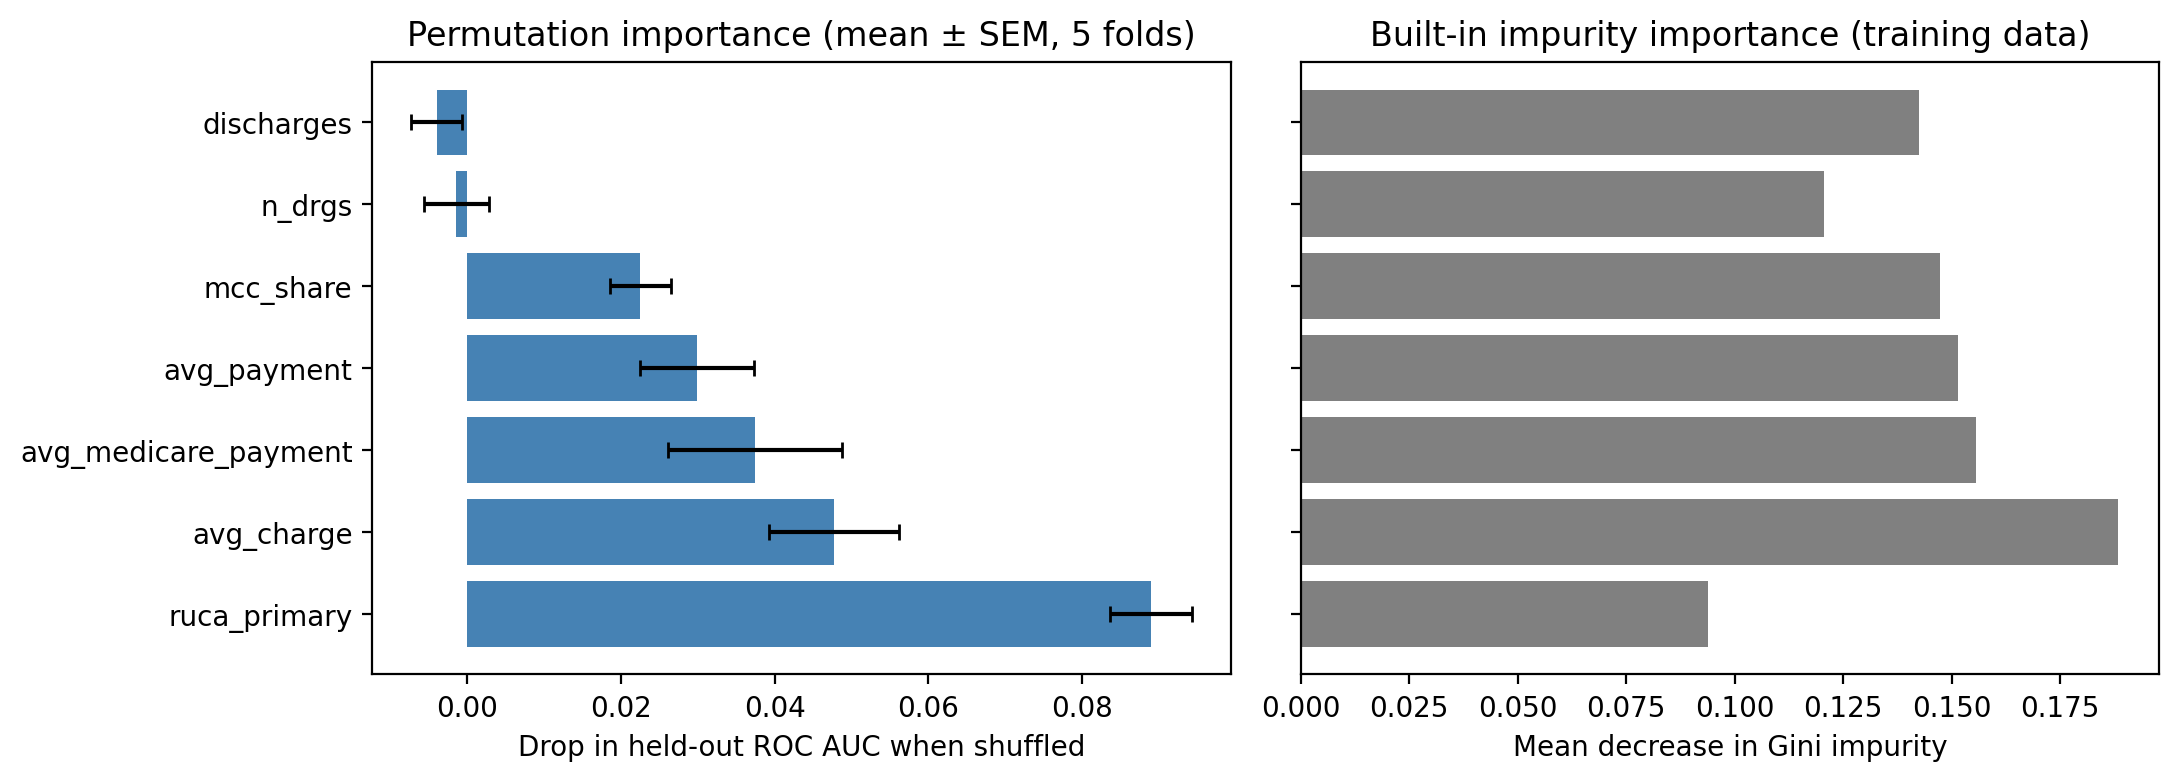 Permutation importance (mean ± SEM, 5 folds)
discharges
n_drgs
mcc_share
avg_payment
avg_medicare_payment
avg_charge
ruca_primary
0.00 0.02 0.04 0.06 0.08
Drop in held-out ROC AUC when shuffled
Built-in impurity importance (training data)
0.000 0.025 0.050 0.075 0.100 0.125 0.150 0.175
Mean decrease in Gini impurity